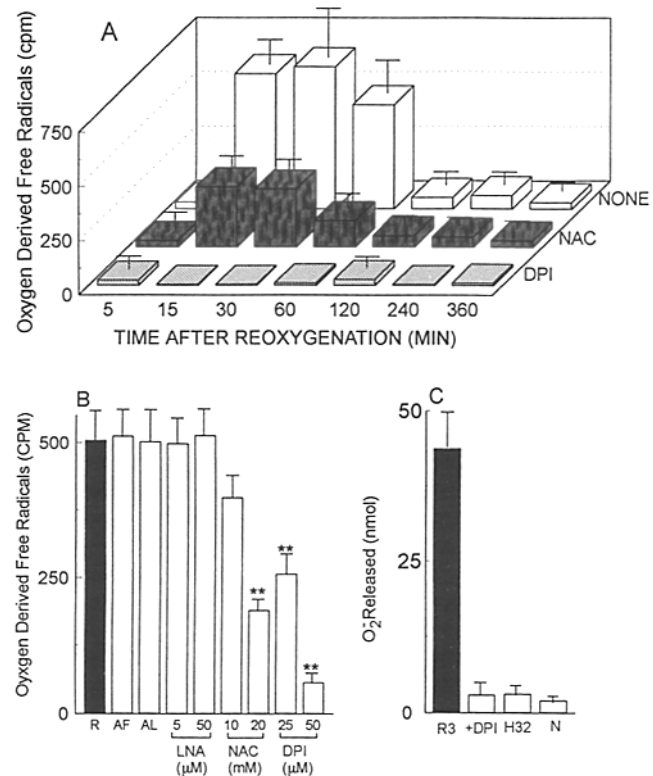 A
Oxygen Derived Free Radicals (cpm)
750
500
250
0
NONE
NAC
DPI
5 15 30 60 120 240 360
TIME AFTER REOXYGENATION (MIN)
B
Oyxgen Derived Free Radicals (CPM)
500
250
0
** ** **
R AF AL 5 50 10 20 25 50
LNA NAC DPI
(µM) (mM) (µM)
C
O₂⁻Released (nmol)
50
25
0
R3 +DPI H32 N